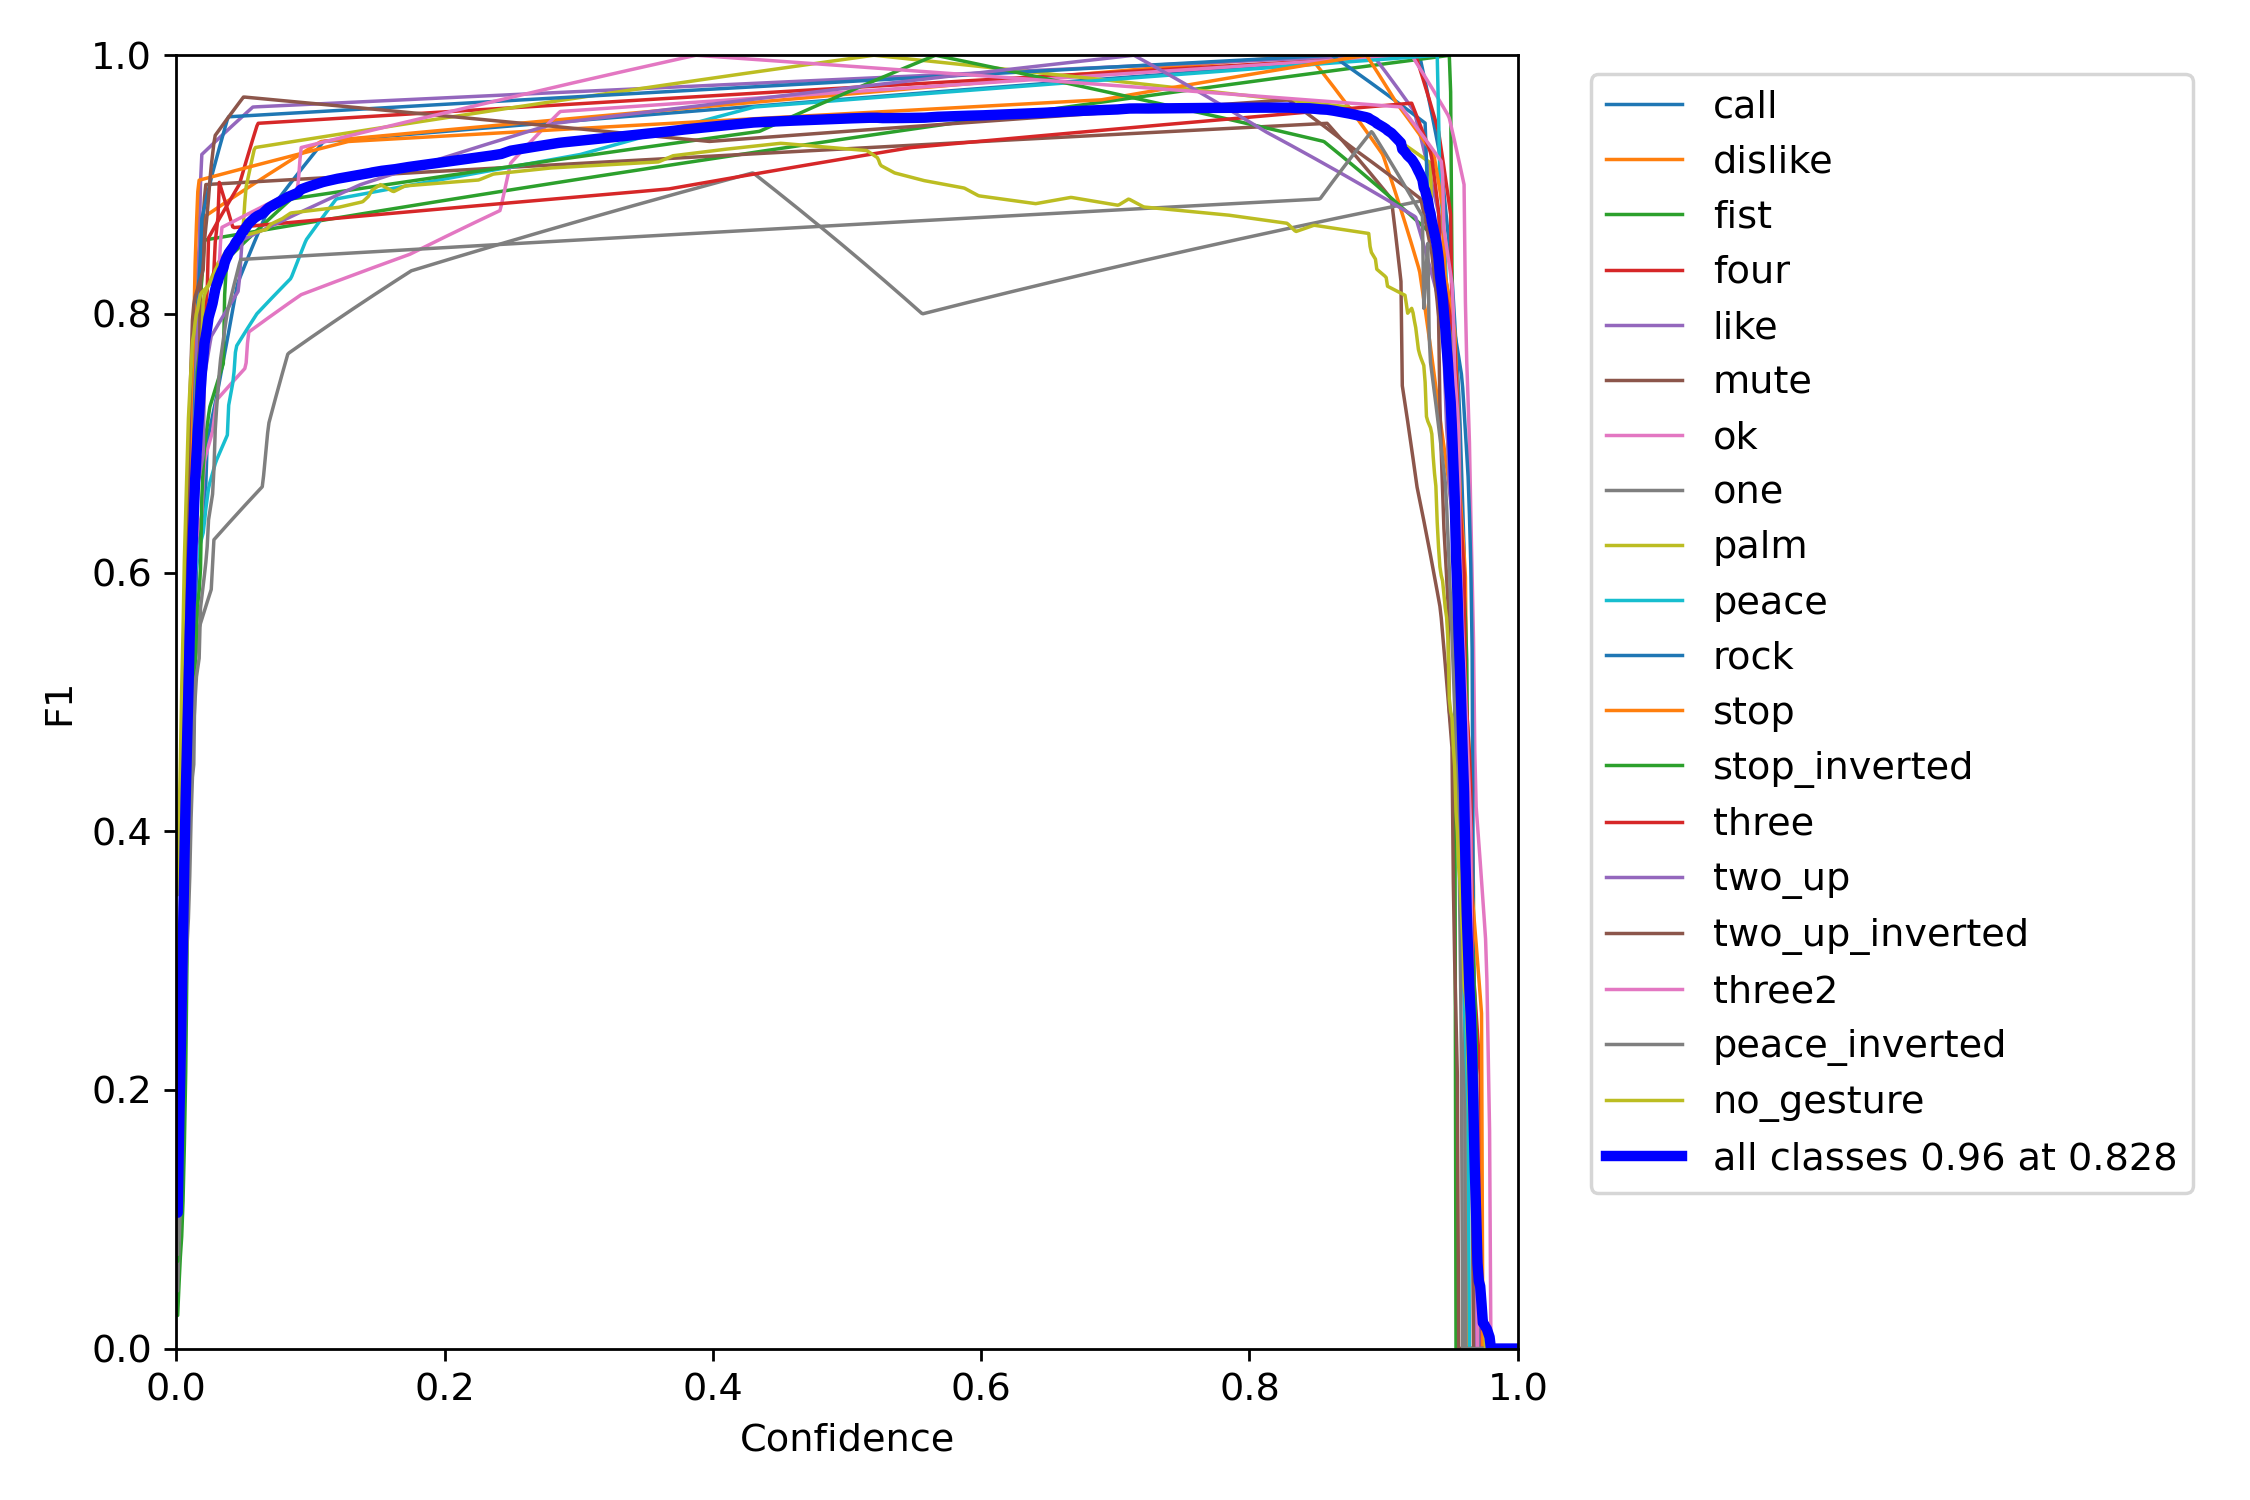 1.0
0.8
0.6
0.4
0.2
0.0
F1
0.0 0.2 0.4 0.6 0.8 1.0
Confidence
call
dislike
fist
four
like
mute
ok
one
palm
peace
rock
stop
stop_inverted
three
two_up
two_up_inverted
three2
peace_inverted
no_gesture
all classes 0.96 at 0.828